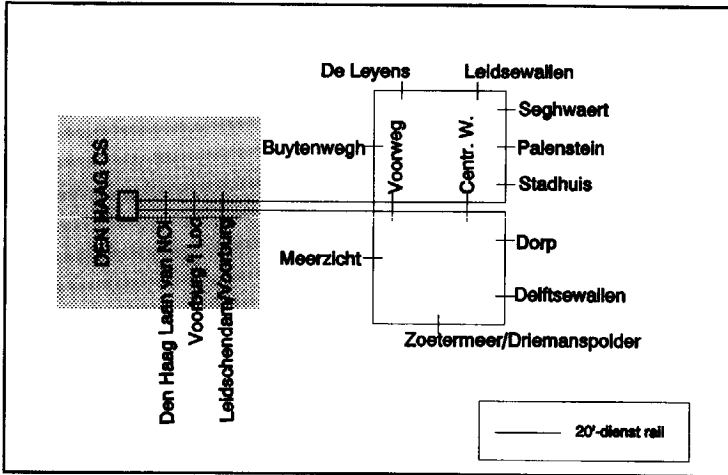 De Leyens
Leidsewallen
Seghwaert
Buytenwegh
Voorweg
Centr. W.
Palenstein
Stadhuis
DEN HAAG CS
Den Haag Laan van NOI
Voorburg 't Loo
Leidschendam/Voorburg
Meerzicht
Dorp
Delftsewallen
Zoetermeer/Driemanspolder
20'-dienst rail